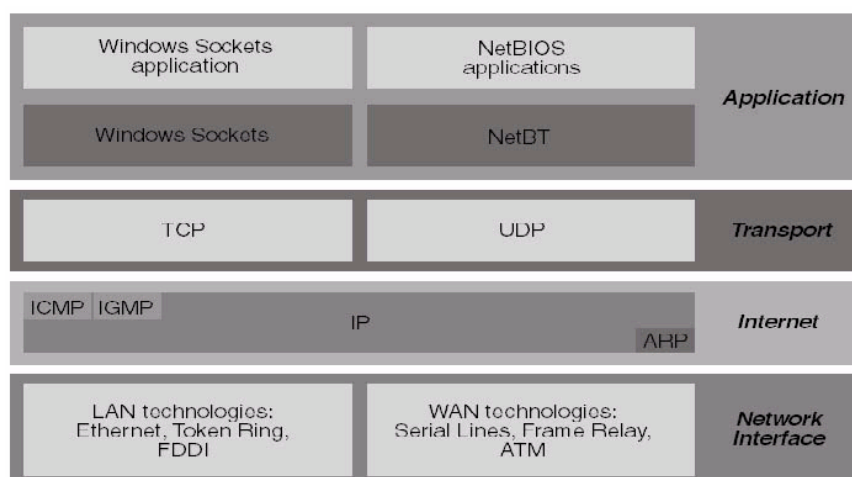 Windows Sockets
application
NetBIOS
applications
Application
Windows Sockets
NetBT
TCP
UDP
Transport
ICMP
IGMP
IP
ARP
Internet
LAN technologies:
Ethernet, Token Ring,
FDDI
WAN technologies:
Serial Lines, Frame Relay,
ATM
Network
Interface